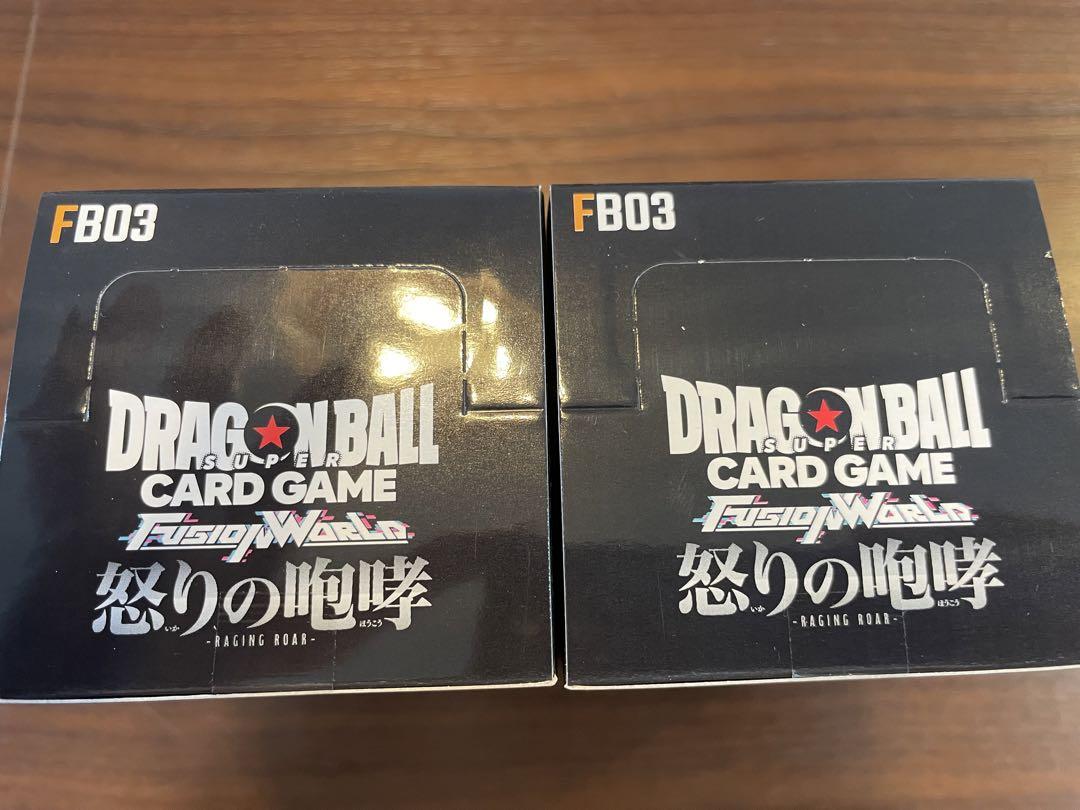 FB03
DRAGON BALL
SUPER
CARD GAME
FUSION WORLD
怒りの咆哮
いか ほうこう
-RAGING ROAR-
FB03
DRAGON BALL
SUPER
CARD GAME
FUSION WORLD
怒りの咆哮
いか ほうこう
-RAGING ROAR-